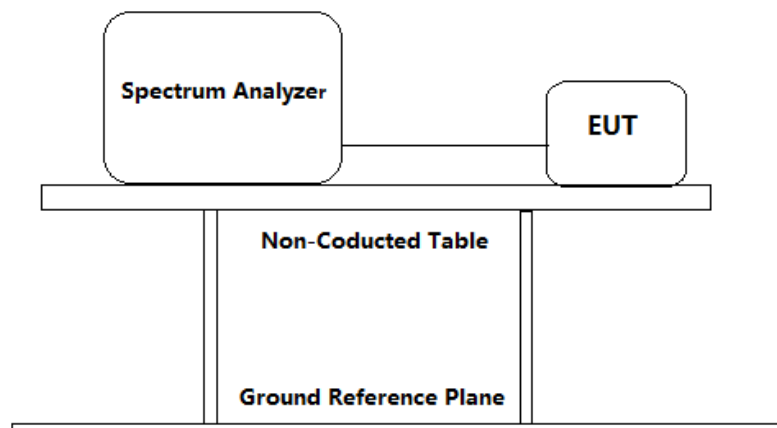 Spectrum Analyzer
EUT
Non-Coducted Table
Ground Reference Plane